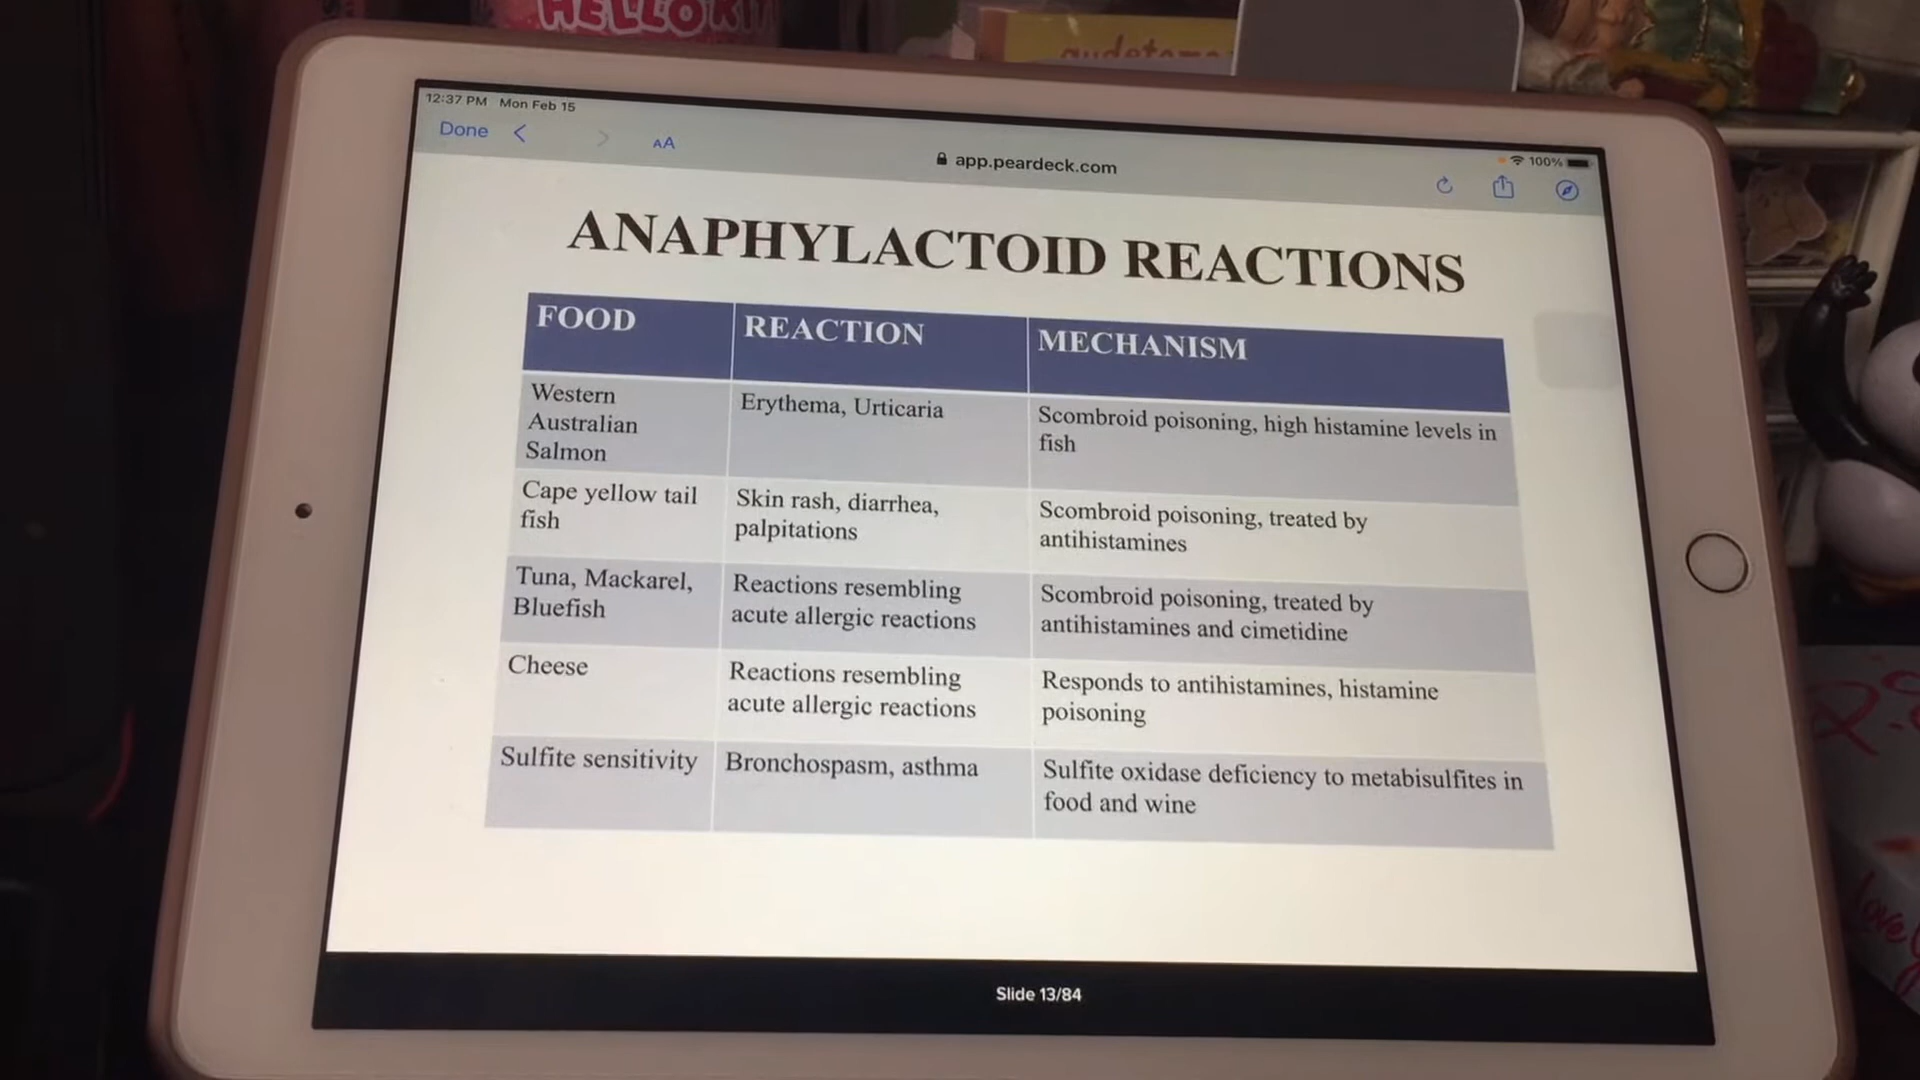 HELLO KIT
gudetama
12:37 PM Mon Feb 15
100%
Done
AA
app.peardeck.com
ANAPHYLACTOID REACTIONS
FOOD
REACTION
MECHANISM
Western
Australian
Salmon
Erythema, Urticaria
Scombroid poisoning, high histamine levels in
fish
Cape yellow tail
fish
Skin rash, diarrhea,
palpitations
Scombroid poisoning, treated by
antihistamines
Tuna, Mackarel,
Bluefish
Reactions resembling
acute allergic reactions
Scombroid poisoning, treated by
antihistamines and cimetidine
Cheese
Reactions resembling
acute allergic reactions
Responds to antihistamines, histamine
poisoning
Sulfite sensitivity
Bronchospasm, asthma
Sulfite oxidase deficiency to metabisulfites in
food and wine
Slide 13/84
love